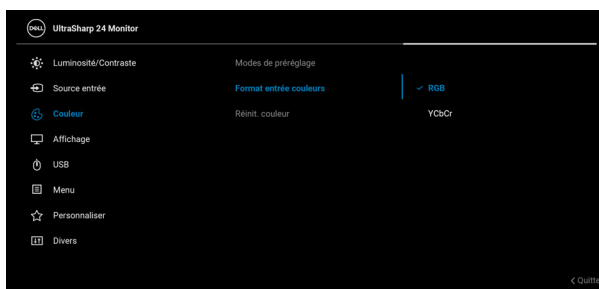 DELL UltraSharp 24 Monitor
Luminosité/Contraste
Modes de préréglage
Source entrée
Format entrée couleurs
RGB
Couleur
Réinit. couleur
YCbCr
Affichage
USB
Menu
Personnaliser
Divers
Quitte